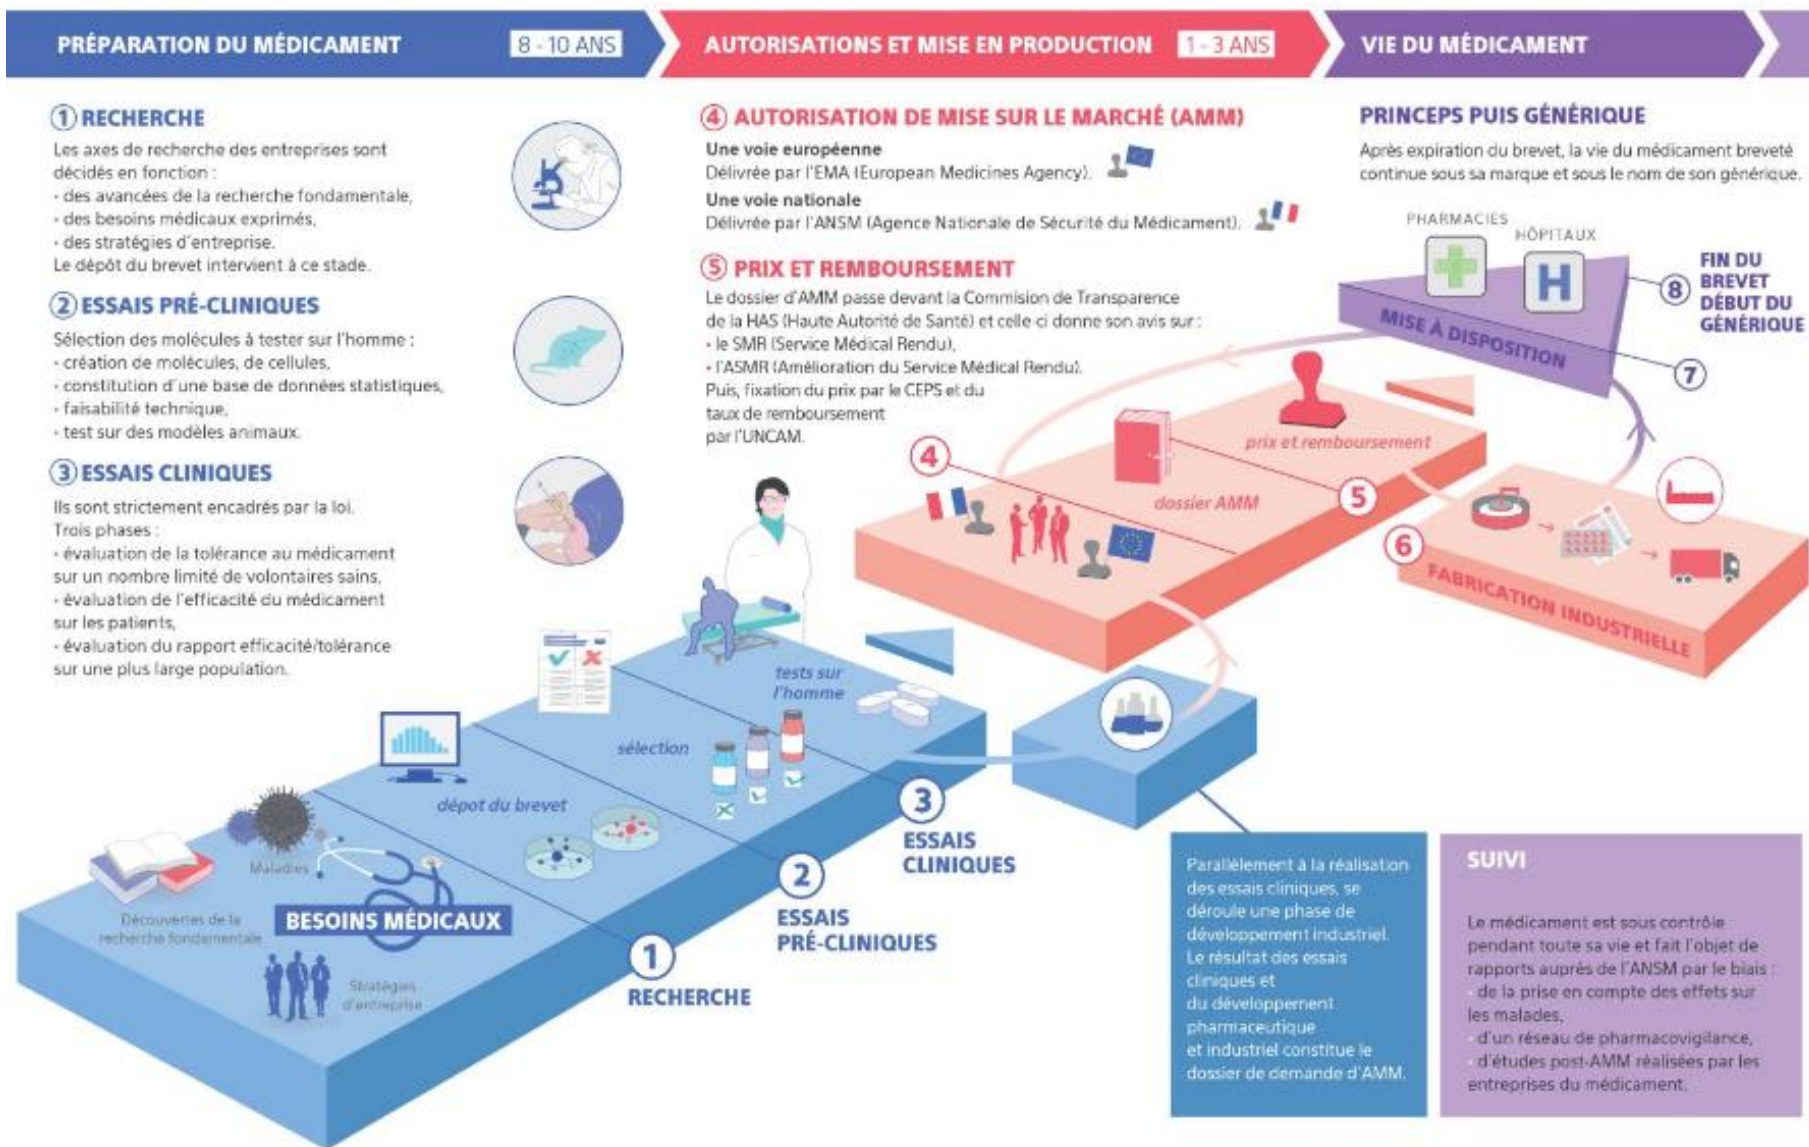 PRÉPARATION DU MÉDICAMENT
8 - 10 ANS
AUTORISATIONS ET MISE EN PRODUCTION
1 - 3 ANS
VIE DU MÉDICAMENT
① RECHERCHE
Les axes de recherche des entreprises sont
décidés en fonction :
• des avancées de la recherche fondamentale,
• des besoins médicaux exprimés,
• des stratégies d'entreprise.
Le dépôt du brevet intervient à ce stade.
② ESSAIS PRÉ-CLINIQUES
Sélection des molécules à tester sur l'homme :
• création de molécules, de cellules,
• constitution d'une base de données statistiques,
• faisabilité technique,
• test sur des modèles animaux.
③ ESSAIS CLINIQUES
Ils sont strictement encadrés par la loi.
Trois phases :
• évaluation de la tolérance au médicament
sur un nombre limité de volontaires sains,
• évaluation de l'efficacité du médicament
sur les patients,
• évaluation du rapport efficacité/tolérance
sur une plus large population.
④ AUTORISATION DE MISE SUR LE MARCHÉ (AMM)
Une voie européenne
Délivrée par l'EMA (European Medicines Agency).
Une voie nationale
Délivrée par l'ANSM (Agence Nationale de Sécurité du Médicament).
⑤ PRIX ET REMBOURSEMENT
Le dossier d'AMM passe devant la Commision de Transparence
de la HAS (Haute Autorité de Santé) et celle ci donne son avis sur :
• le SMR (Service Médical Rendu),
• l'ASMR (Amélioration du Service Médical Rendu).
Puis, fixation du prix par le CEPS et du
taux de remboursement
par l'UNCAM.
PRINCEPS PUIS GÉNÉRIQUE
Après expiration du brevet, la vie du médicament breveté
continue sous sa marque et sous le nom de son générique.
PHARMACIES
HÔPITAUX
H
MISE À DISPOSITION
⑧
FIN DU
BREVET
DÉBUT DU
GÉNÉRIQUE
⑦
④
prix et remboursement
dossier AMM
⑤
⑥
FABRICATION INDUSTRIELLE
tests sur
l'homme
sélection
dépot du brevet
Maladies
Découvertes de la
recherche fondamentale
BESOINS MÉDICAUX
Stratégies
d'entreprise
①
RECHERCHE
②
ESSAIS
PRÉ-CLINIQUES
③
ESSAIS
CLINIQUES
Parallèlement à la réalisation
des essais cliniques, se
déroule une phase de
développement industriel.
Le résultat des essais
cliniques et
du développement
pharmaceutique
et industriel constitue le
dossier de demande d'AMM.
SUIVI
Le médicament est sous contrôle
pendant toute sa vie et fait l'objet de
rapports auprès de l'ANSM par le biais :
- de la prise en compte des effets sur
les malades,
- d'un réseau de pharmacovigilance,
- d'études post-AMM réalisées par les
entreprises du médicament.